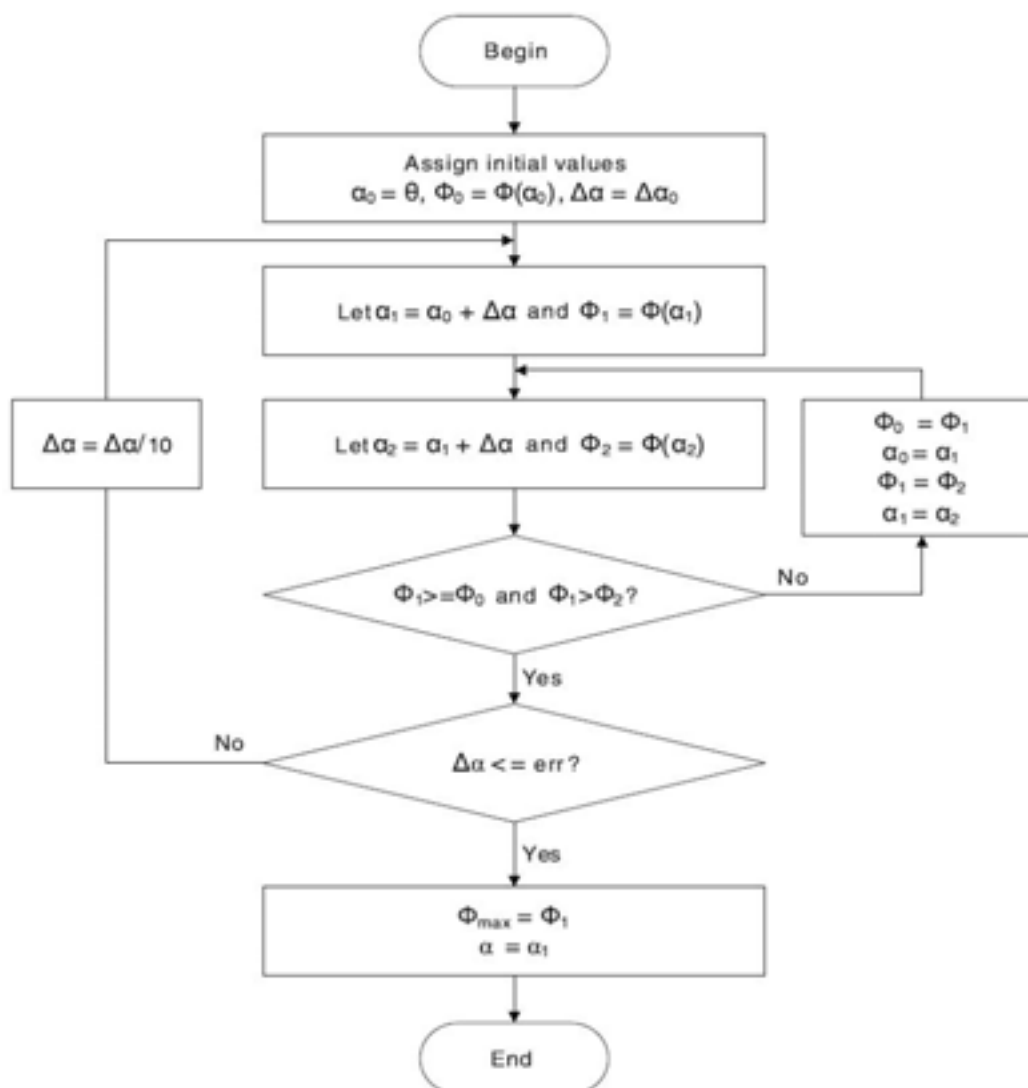 Begin
Assign initial values
α₀ = θ, Φ₀ = Φ(α₀), Δα = Δα₀
Let α₁ = α₀ + Δα and Φ₁ = Φ(α₁)
Δα = Δα/10
Let α₂ = α₁ + Δα and Φ₂ = Φ(α₂)
Φ₀ = Φ₁
α₀ = α₁
Φ₁ = Φ₂
α₁ = α₂
Φ₁>=Φ₀ and Φ₁>Φ₂?
No
Yes
No
Δα <= err?
Yes
Φmax = Φ₁
α = α₁
End